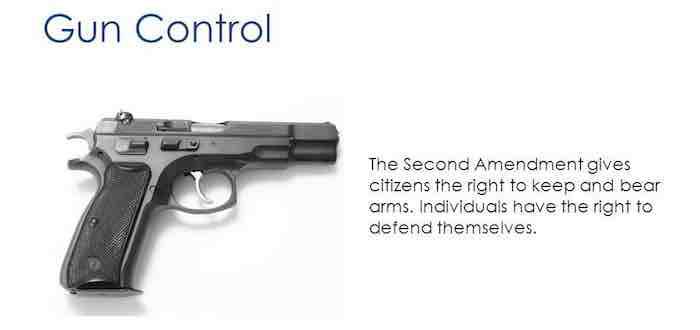 Gun Control
The Second Amendment gives
citizens the right to keep and bear
arms. Individuals have the right to
defend themselves.